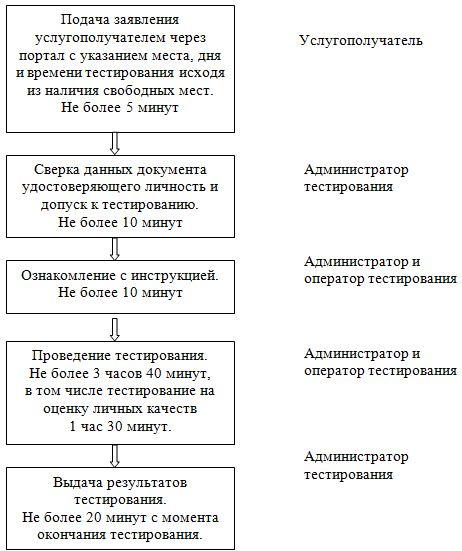 Подача заявления
услугополучателем через
портал с указанием места, дня
и времени тестирования исходя
из наличия свободных мест.
Не более 5 минут
Услугополучатель
Сверка данных документа
удостоверяющего личность и
допуск к тестированию.
Не более 10 минут
Администратор
тестирования
Ознакомление с инструкцией.
Не более 10 минут
Администратор и
оператор тестирования
Проведение тестирования.
Не более 3 часов 40 минут,
в том числе тестирование на
оценку личных качеств
1 час 30 минут.
Администратор и
оператор тестирования
Выдача результатов
тестирования.
Не более 20 минут с момента
окончания тестирования.
Администратор
тестирования